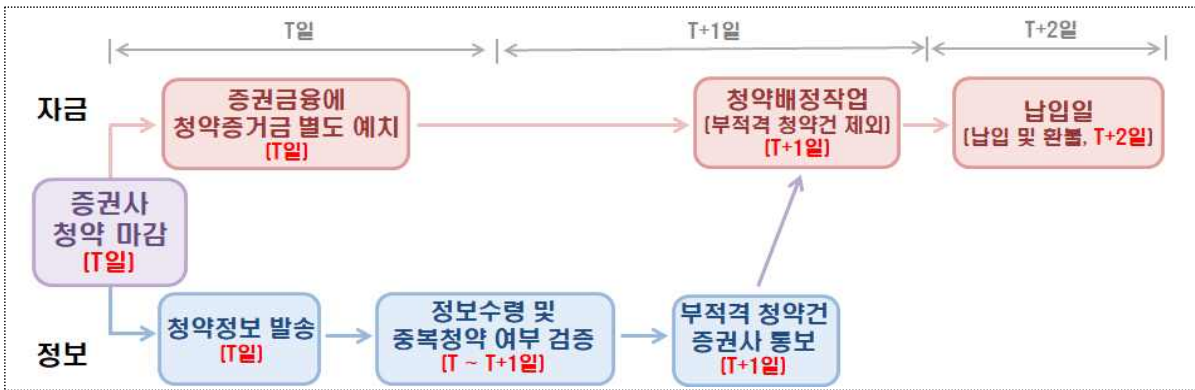 T일
T+1일
T+2일
자금
증권금융에
청약증거금 별도 예치
(T일)
청약배정작업
(부적격 청약건 제외)
(T+1일)
납입일
(납입 및 환불, T+2일)
증권사
청약 마감
(T일)
정보
청약정보 발송
(T일)
정보수령 및
중복청약 여부 검증
(T ~ T+1일)
부적격 청약건
증권사 통보
(T+1일)